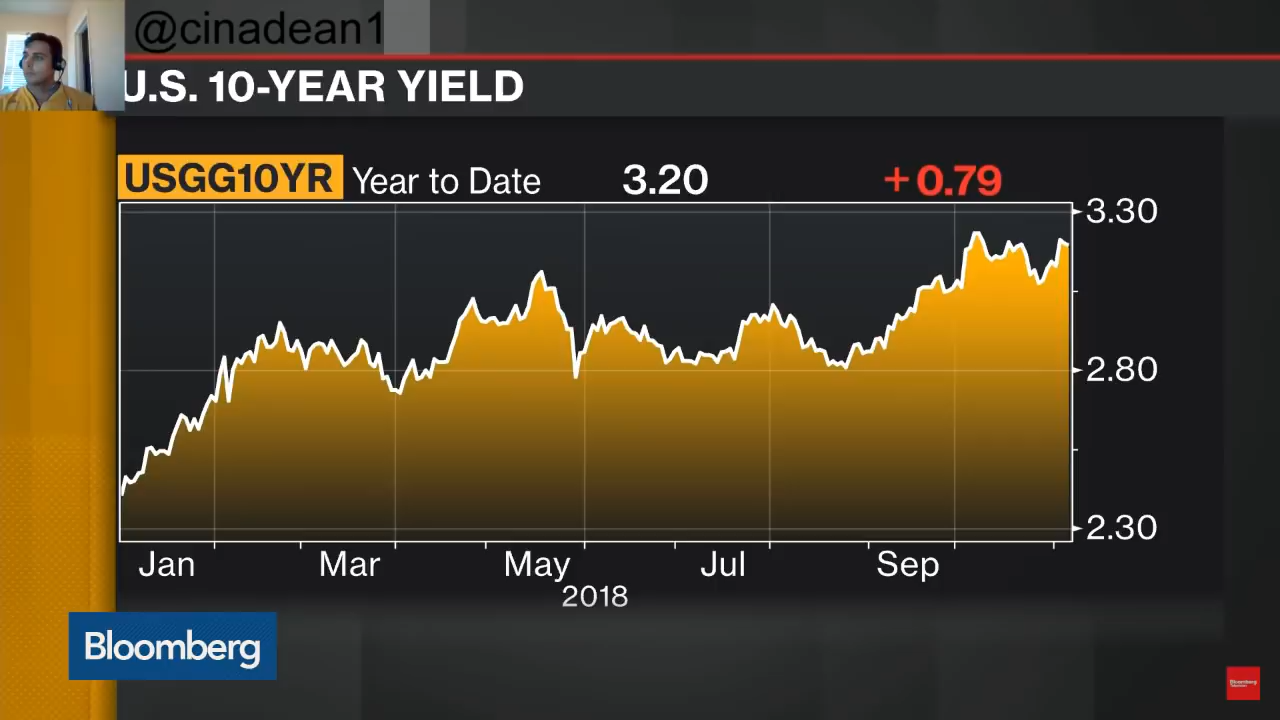 @cinadean1
U.S. 10-YEAR YIELD
USGG10YR Year to Date 3.20 +0.79
3.30
2.80
2.30
Jan Mar May Jul Sep
2018
Bloomberg
Bloomberg